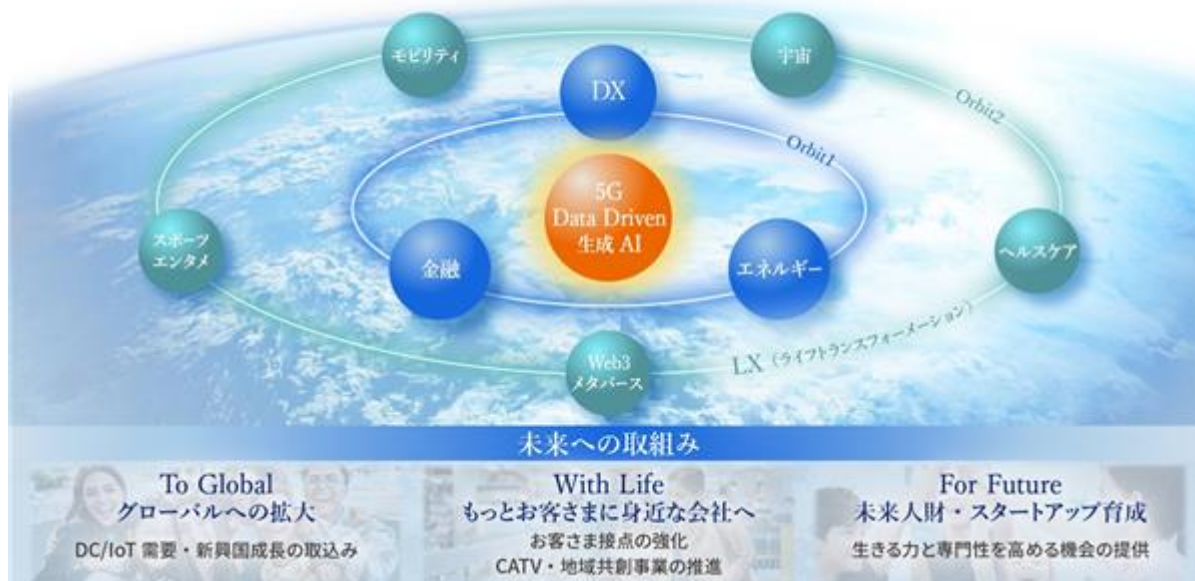 モビリティ
宇宙
DX
Orbit2
Orbit1
5G
Data Driven
生成 AI
スポーツ
エンタメ
金融
エネルギー
ヘルスケア
LX（ライフトランスフォーメーション）
Web3
メタバース
未来への取組み
To Global
グローバルへの拡大
DC/IoT 需要・新興国成長の取込み
With Life
もっとお客さまに身近な会社へ
お客さま接点の強化
CATV・地域共創事業の推進
For Future
未来人財・スタートアップ育成
生きる力と専門性を高める機会の提供